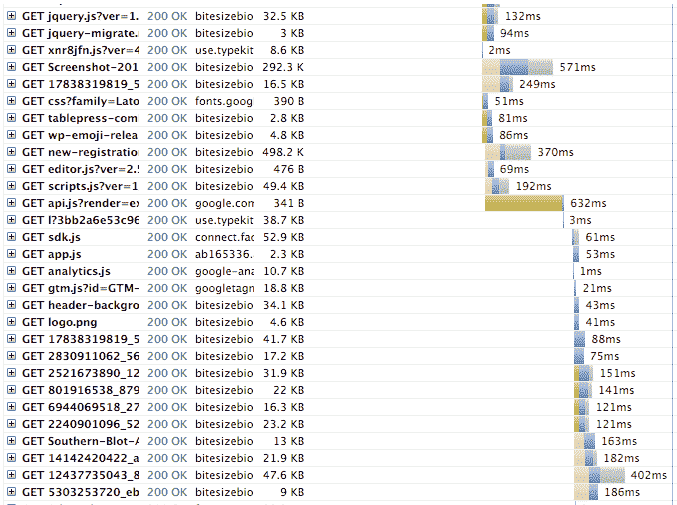 GET jquery.js?ver=1. 200 OK bitesizebio 32.5 KB 132ms
GET jquery-migrate. 200 OK bitesizebio 3 KB 94ms
GET xnr8jfn.js?ver=4 200 OK use.typekit 8.6 KB 2ms
GET Screenshot-201 200 OK bitesizebio 292.3 K 571ms
GET 17838319819_5 200 OK bitesizebio 16.5 KB 249ms
GET css?family=Lato 200 OK fonts.goog 390 B 51ms
GET tablepress-com 200 OK bitesizebio 2.8 KB 81ms
GET wp-emoji-relea 200 OK bitesizebio 4.8 KB 86ms
GET new-registratio 200 OK bitesizebio 498.2 K 370ms
GET editor.js?ver=2.5 200 OK bitesizebio 476 B 69ms
GET scripts.js?ver=1 200 OK bitesizebio 49.4 KB 192ms
GET api.js?render=ex 200 OK google.com 341 B 632ms
GET l?3bb2a6e53c96 200 OK use.typekit 38.7 KB 3ms
GET sdk.js 200 OK connect.fac 52.9 KB 61ms
GET app.js 200 OK ab165336. 2.3 KB 53ms
GET analytics.js 200 OK google-ana 10.7 KB 1ms
GET gtm.js?id=GTM- 200 OK googletagn 18.8 KB 21ms
GET header-backgro 200 OK bitesizebio 34.1 KB 43ms
GET logo.png 200 OK bitesizebio 4.6 KB 41ms
GET 17838319819_5 200 OK bitesizebio 41.7 KB 88ms
GET 2830911062_56 200 OK bitesizebio 17.2 KB 75ms
GET 2521673890_12 200 OK bitesizebio 31.9 KB 151ms
GET 801916538_879 200 OK bitesizebio 22 KB 141ms
GET 6944069518_27 200 OK bitesizebio 16.3 KB 121ms
GET 2240901096_52 200 OK bitesizebio 23.2 KB 121ms
GET Southern-Blot-A 200 OK bitesizebio 13 KB 163ms
GET 14142420422_a 200 OK bitesizebio 21.9 KB 182ms
GET 12437735043_8 200 OK bitesizebio 47.6 KB 402ms
GET 5303253720_eb 200 OK bitesizebio 9 KB 186ms